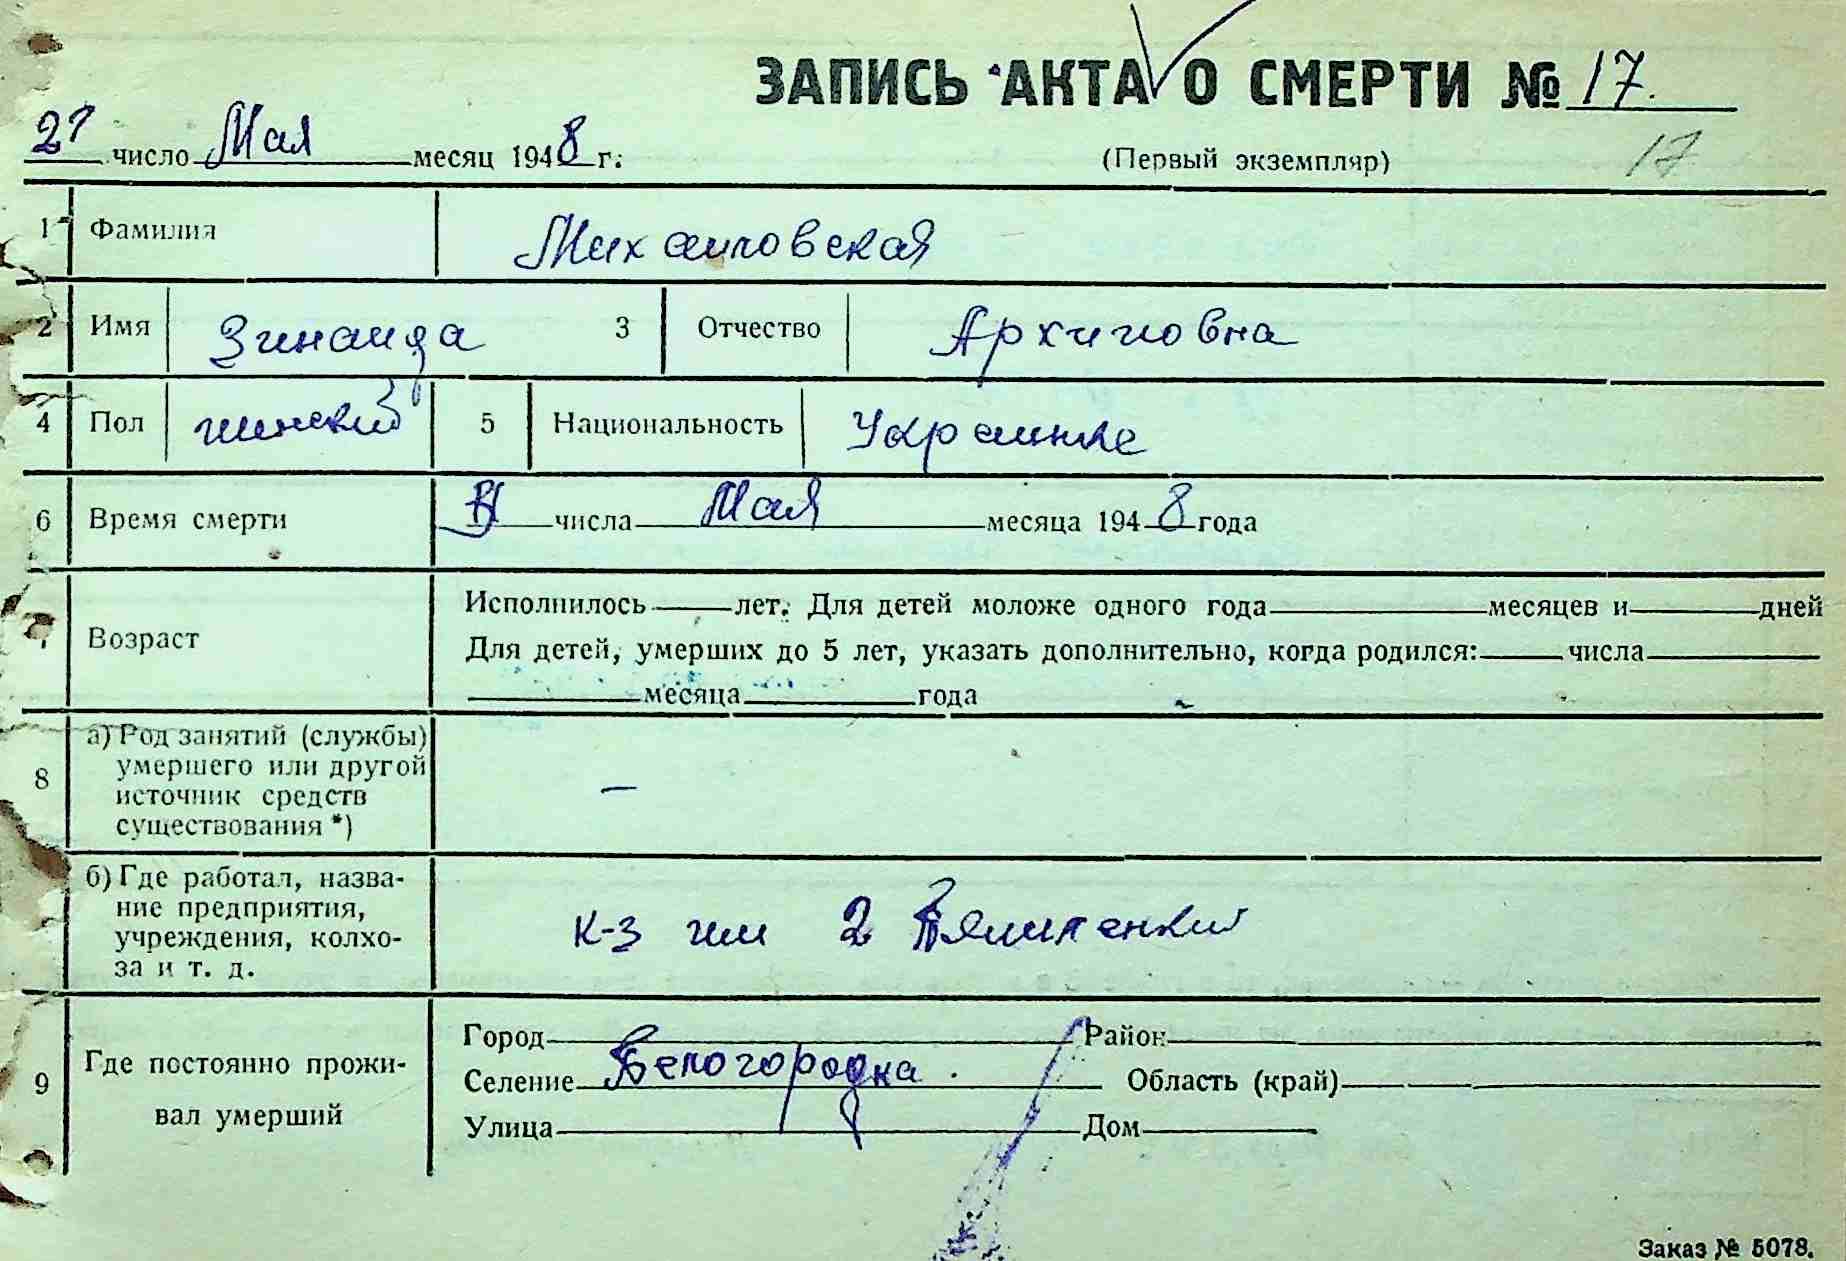 ЗАПИСЬ АКТА О СМЕРТИ № 17.
число Мая месяц 1948 г.
(Первый экземпляр)
17
1 Фамилия Михаиловская
2 Имя Зинаида 3 Отчество Архиповна
4 Пол жинский 5 Национальность Украинка
6 Время смерти числа Мая месяца 1948 года
7 Возраст
Исполнилось лет. Для детей моложе одного года месяцев и дней
Для детей, умерших до 5 лет, указать дополнительно, когда родился: числа
месяца года
8 а) Род занятий (службы)
умершего или другой
источник средств
существования *)
–
б) Где работал, назва-
ние предприятия,
учреждения, колхо-
за и т. д.
к-з им 2
9 Где постоянно прожи-
вал умерший
Город Район
Селение Белогородка. Область (край)
Улица Дом
Заказ № 5078.